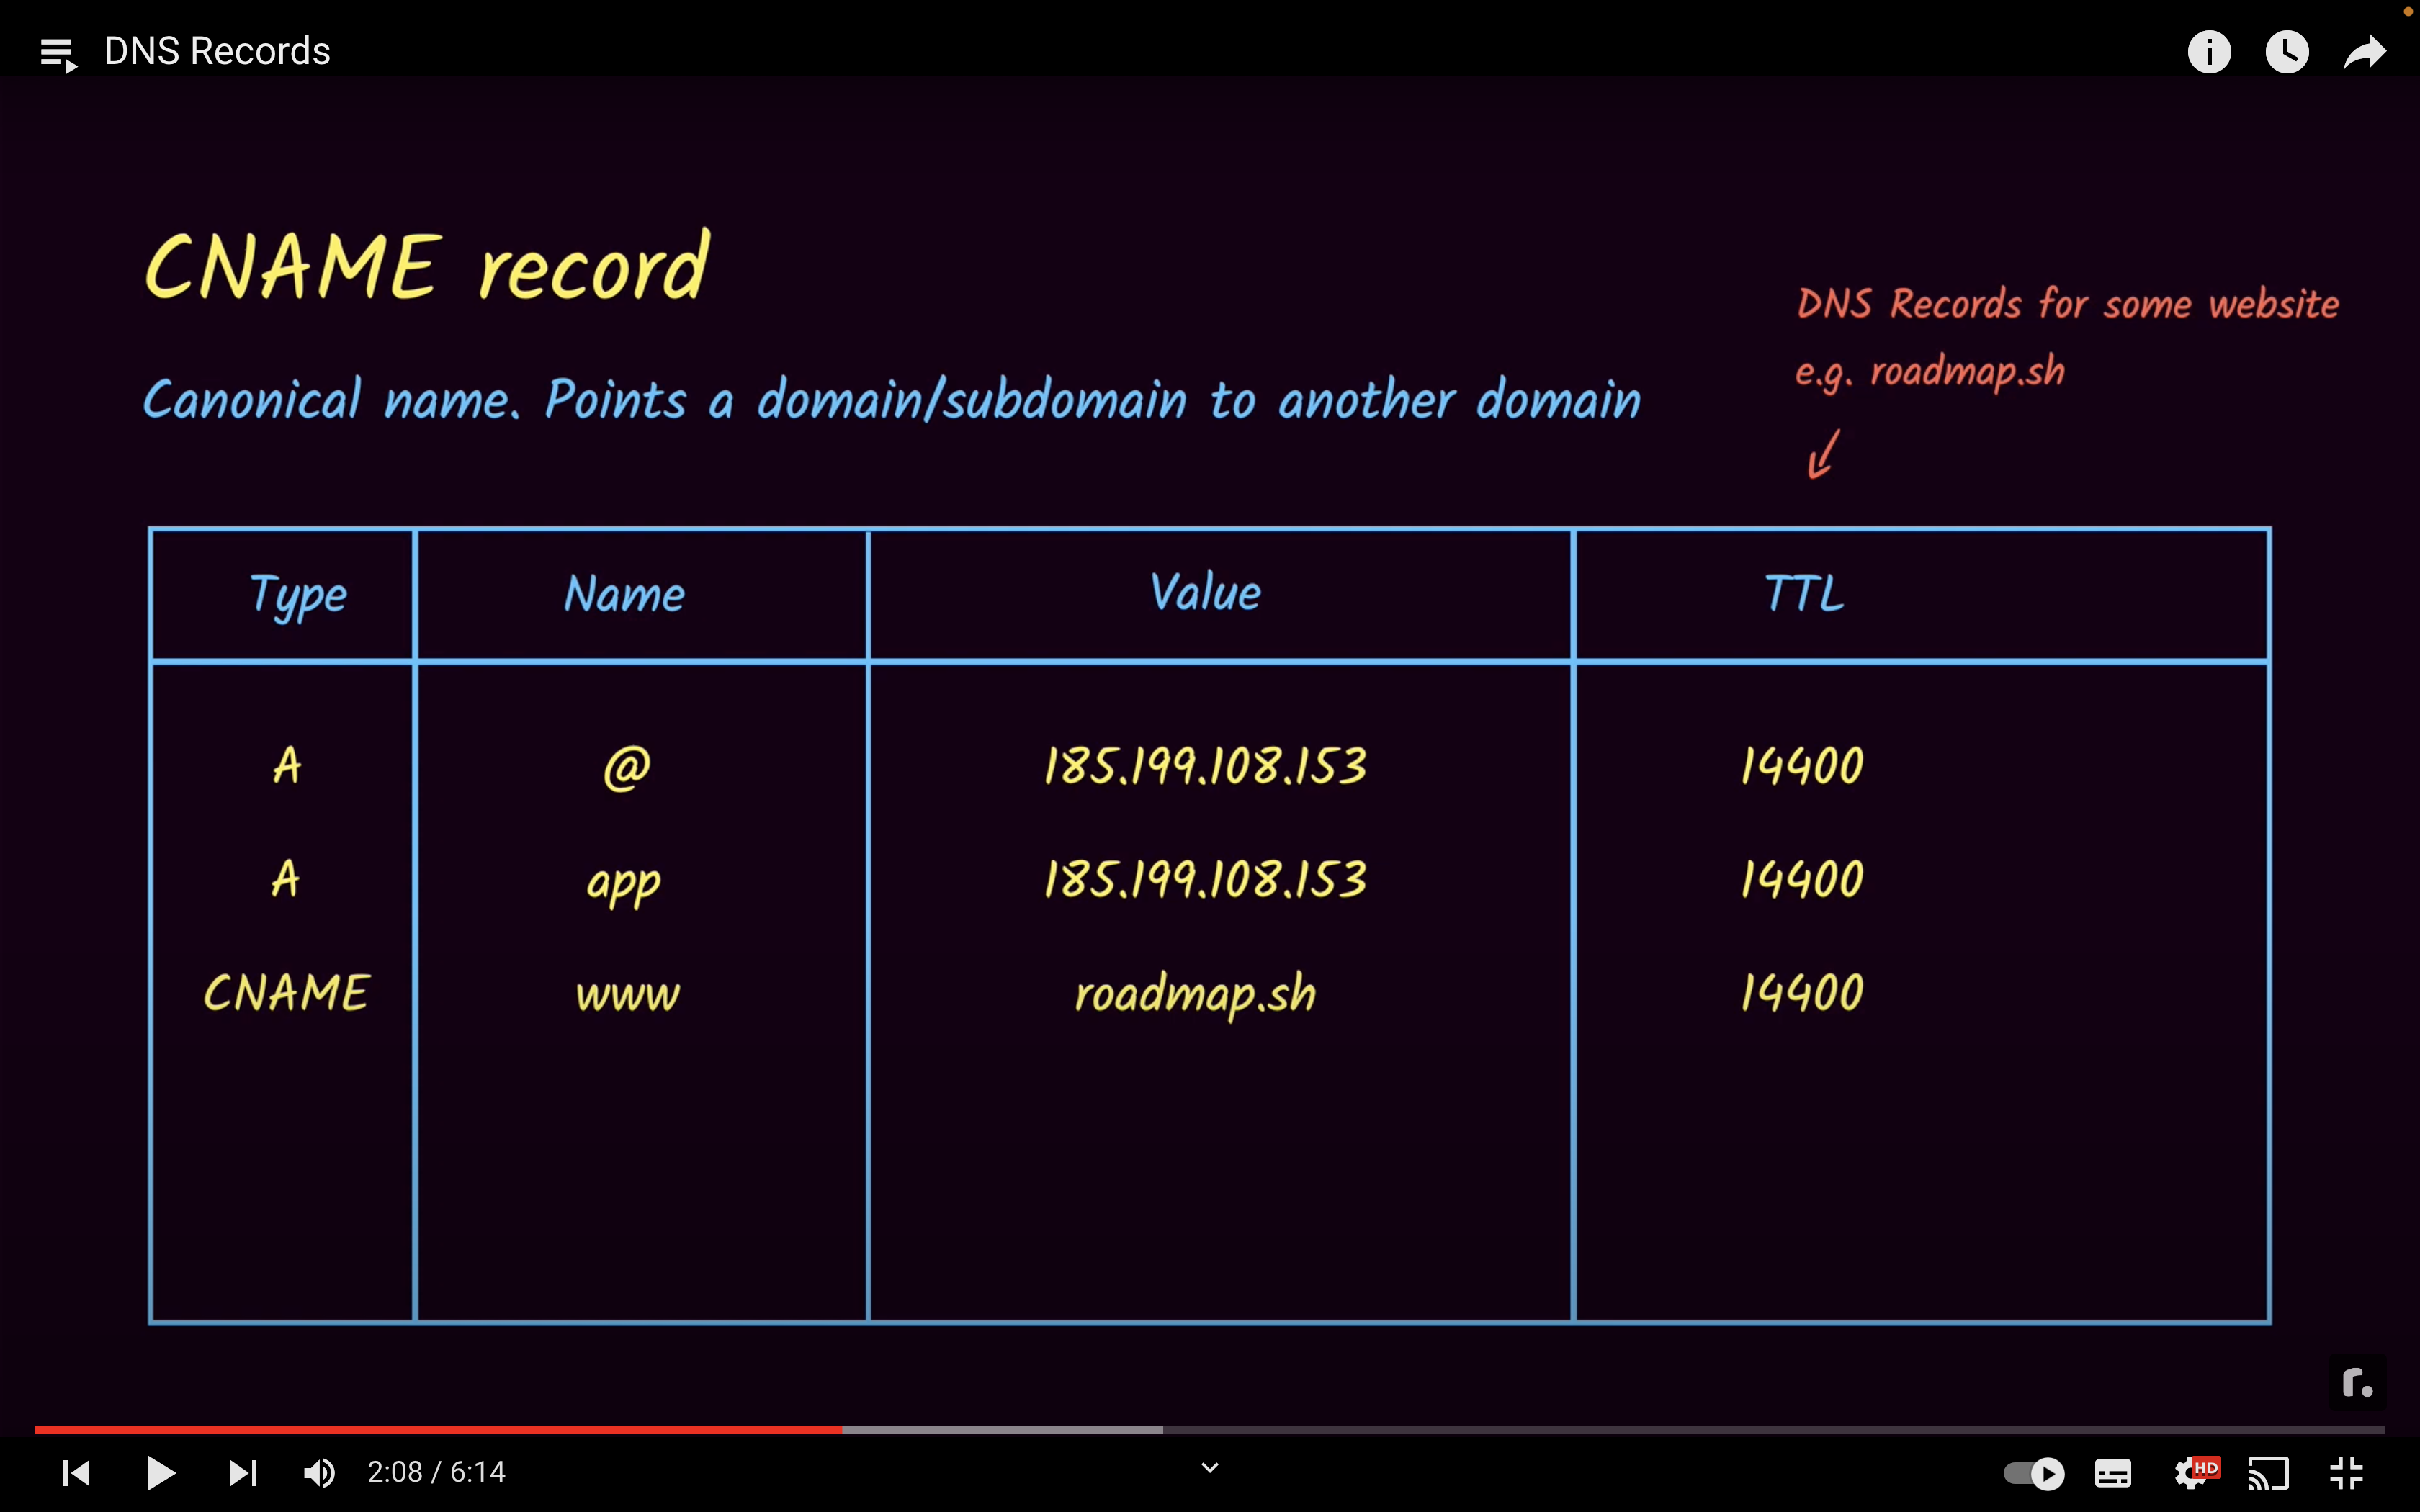 DNS Records
CNAME record
DNS Records for some website
e.g. roadmap.sh
Canonical name. Points a domain/subdomain to another domain
Type Name Value TTL
A @ 185.199.108.153 14400
A app 185.199.108.153 14400
CNAME www roadmap.sh 14400
r.
2:08 / 6:14
HD